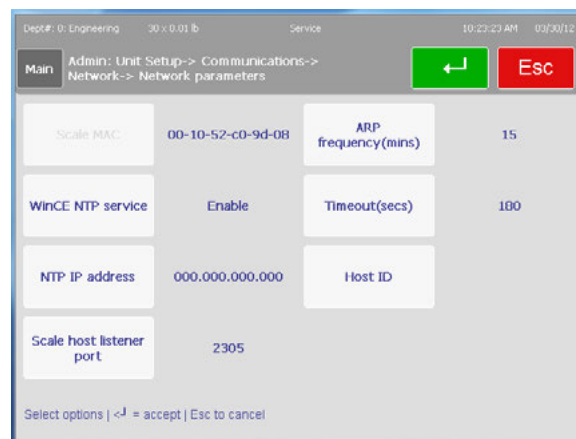 Dept#: 0: Engineering 30 x 0.01 lb Service 10:23:23 AM 03/30/12
Main Admin: Unit Setup-> Communications-> Esc
Network-> Network parameters
Scale MAC 00-10-52-c0-9d-08 ARP frequency(mins) 15
WinCE NTP service Enable Timeout(secs) 180
NTP IP address 000.000.000.000 Host ID
Scale host listener port 2305
Select options | <┘ = accept | Esc to cancel